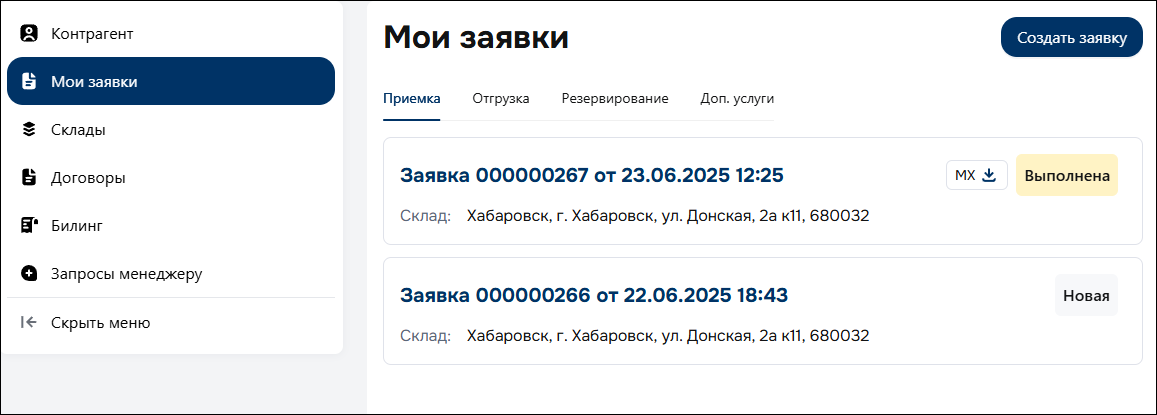 Контрагент
Мои заявки
Склады
Договоры
Билинг
Запросы менеджеру
Скрыть меню
Мои заявки
Создать заявку
Приемка Отгрузка Резервирование Доп. услуги
Заявка 000000267 от 23.06.2025 12:25
МХ
Выполнена
Склад: Хабаровск, г. Хабаровск, ул. Донская, 2а к11, 680032
Заявка 000000266 от 22.06.2025 18:43
Новая
Склад: Хабаровск, г. Хабаровск, ул. Донская, 2а к11, 680032